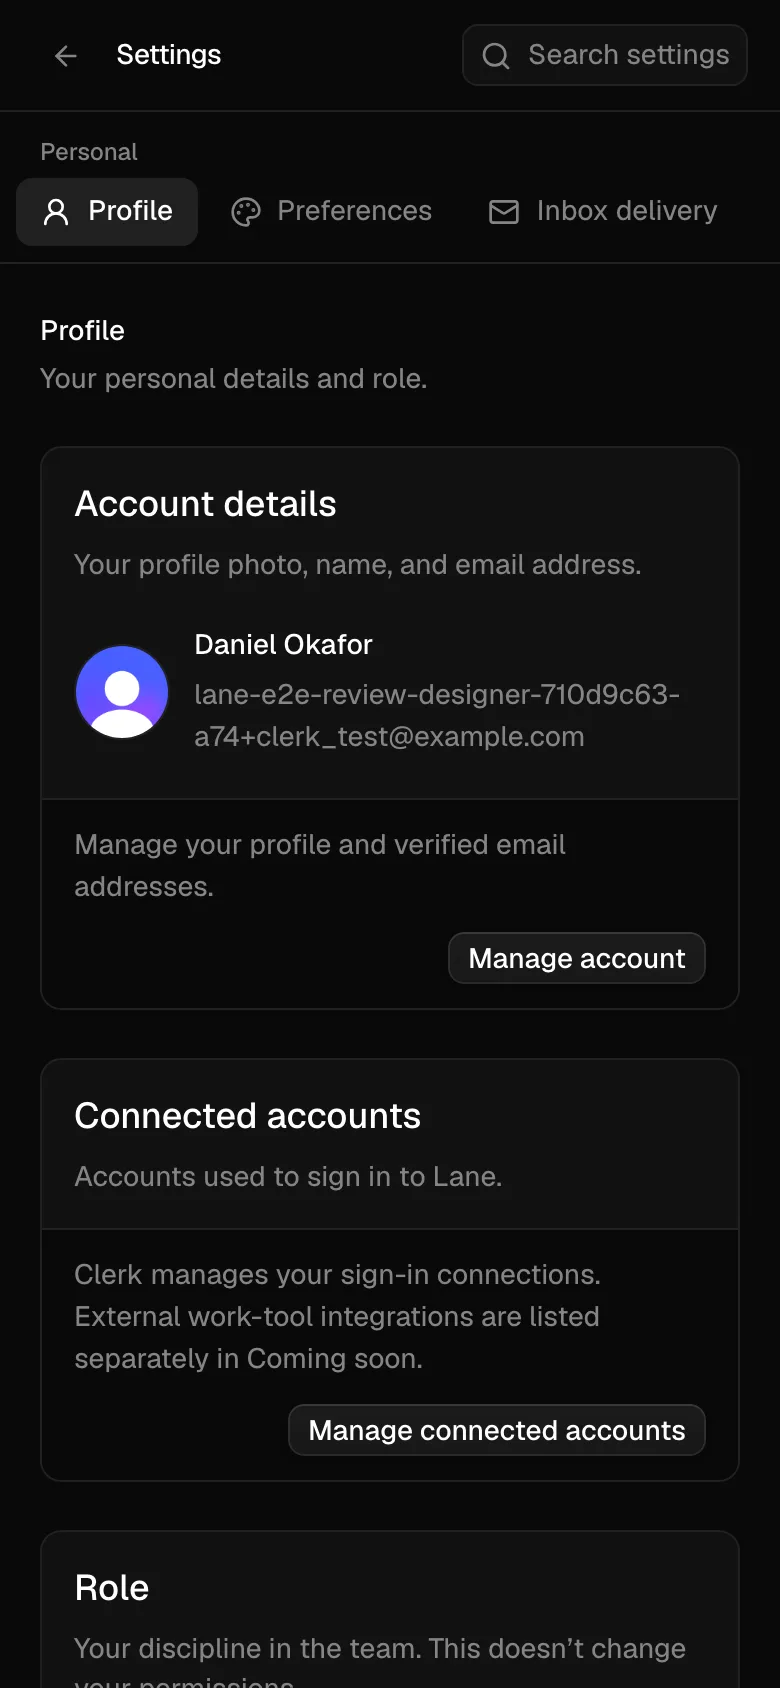 Settings
Search settings
Personal
Profile
Preferences
Inbox delivery
Profile
Your personal details and role.
Account details
Your profile photo, name, and email address.
Daniel Okafor
lane-e2e-review-designer-710d9c63-
a74+clerk_test@example.com
Manage your profile and verified email
addresses.
Manage account
Connected accounts
Accounts used to sign in to Lane.
Clerk manages your sign-in connections.
External work-tool integrations are listed
separately in Coming soon.
Manage connected accounts
Role
Your discipline in the team. This doesn’t change
your permissions